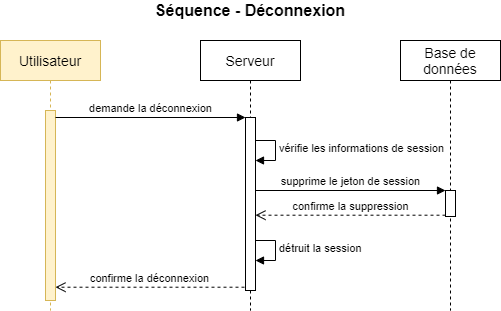 Séquence - Déconnexion
Utilisateur
Serveur
Base de
données
demande la déconnexion
vérifie les informations de session
supprime le jeton de session
confirme la suppression
détruit la session
confirme la déconnexion